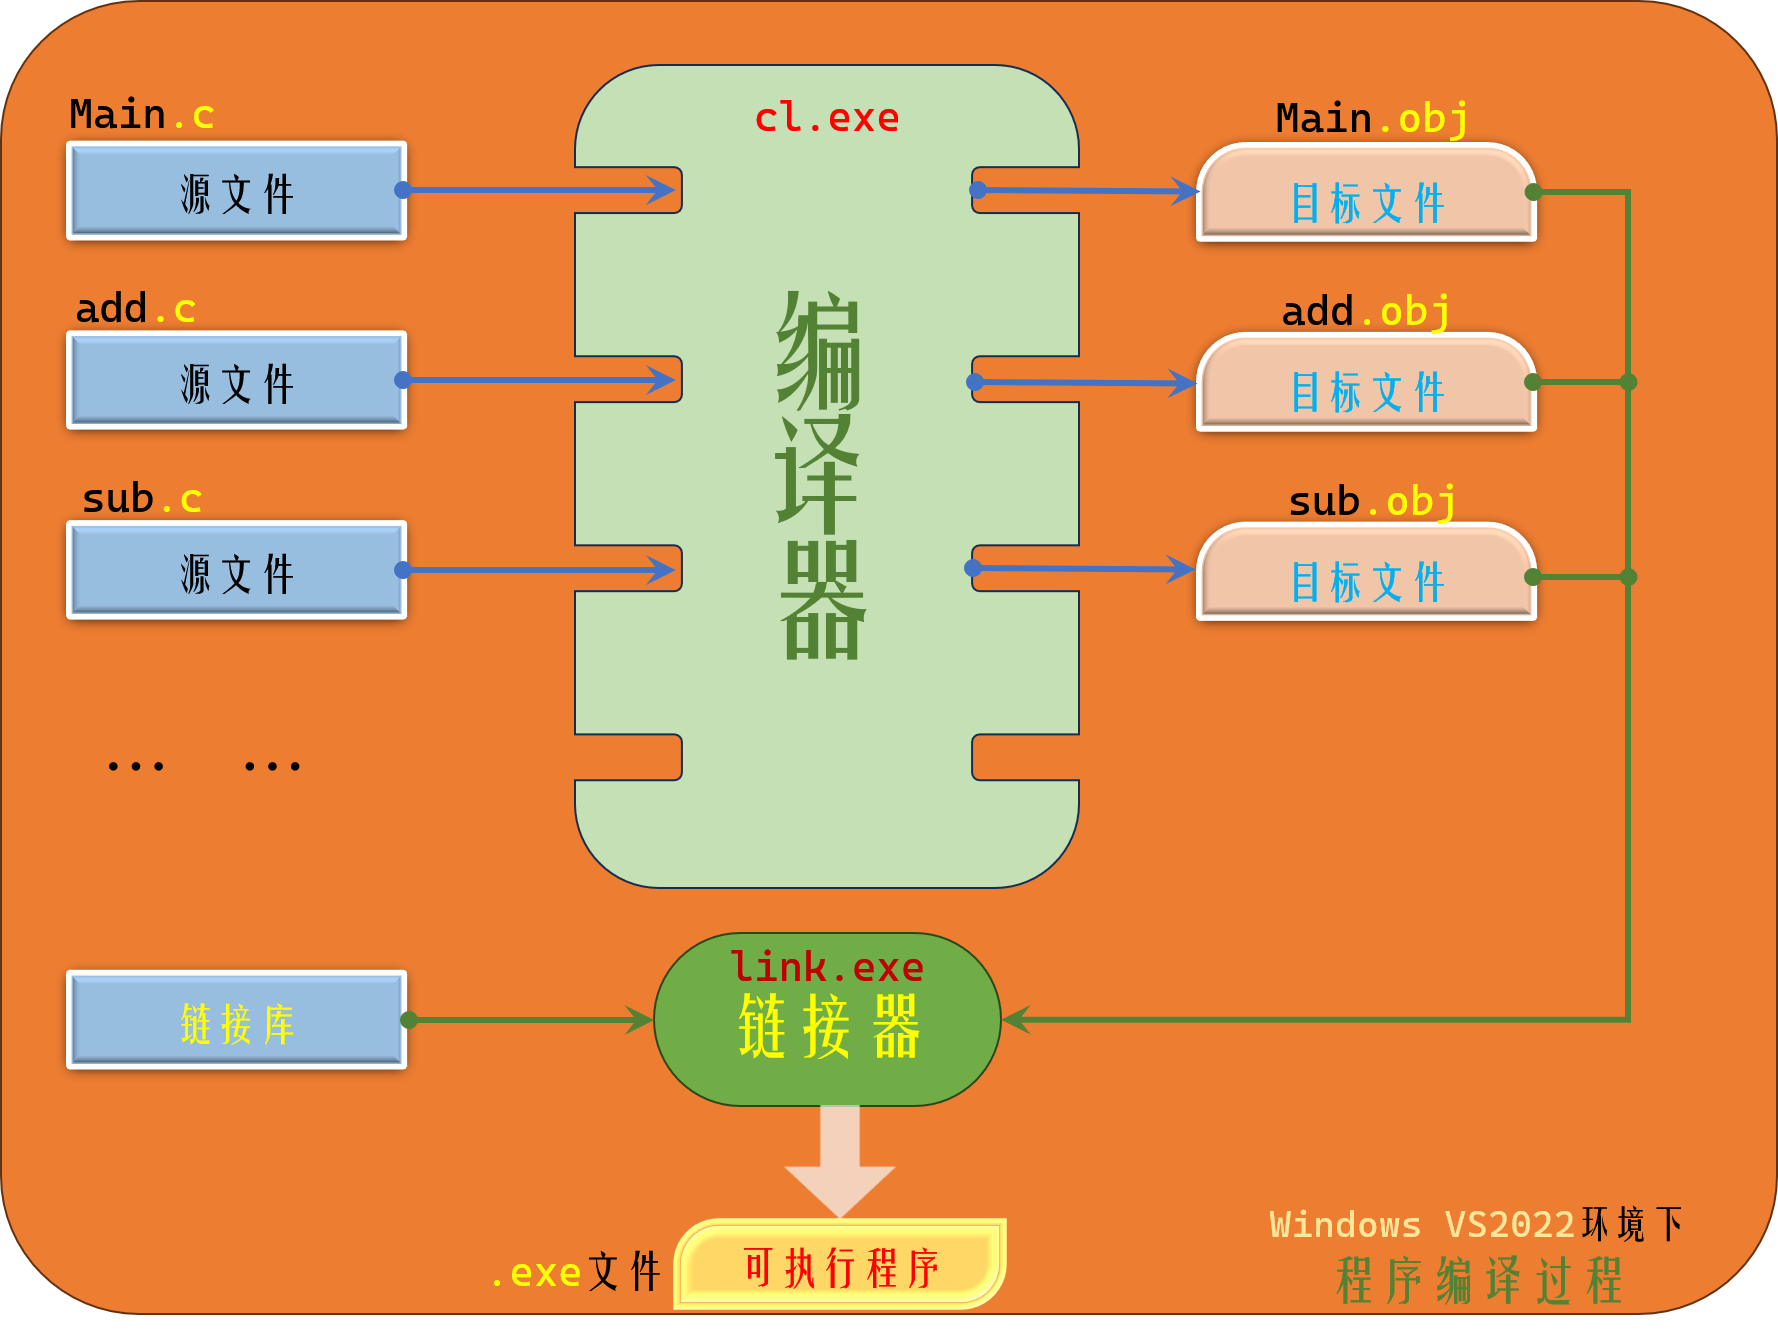 Main.c
源文件
add.c
源文件
sub.c
源文件
... ...
链接库
cl.exe
编
译
器
Main.obj
目标文件
add.obj
目标文件
sub.obj
目标文件
link.exe
链接器
.exe文件
可执行程序
Windows VS2022环境下
程序编译过程